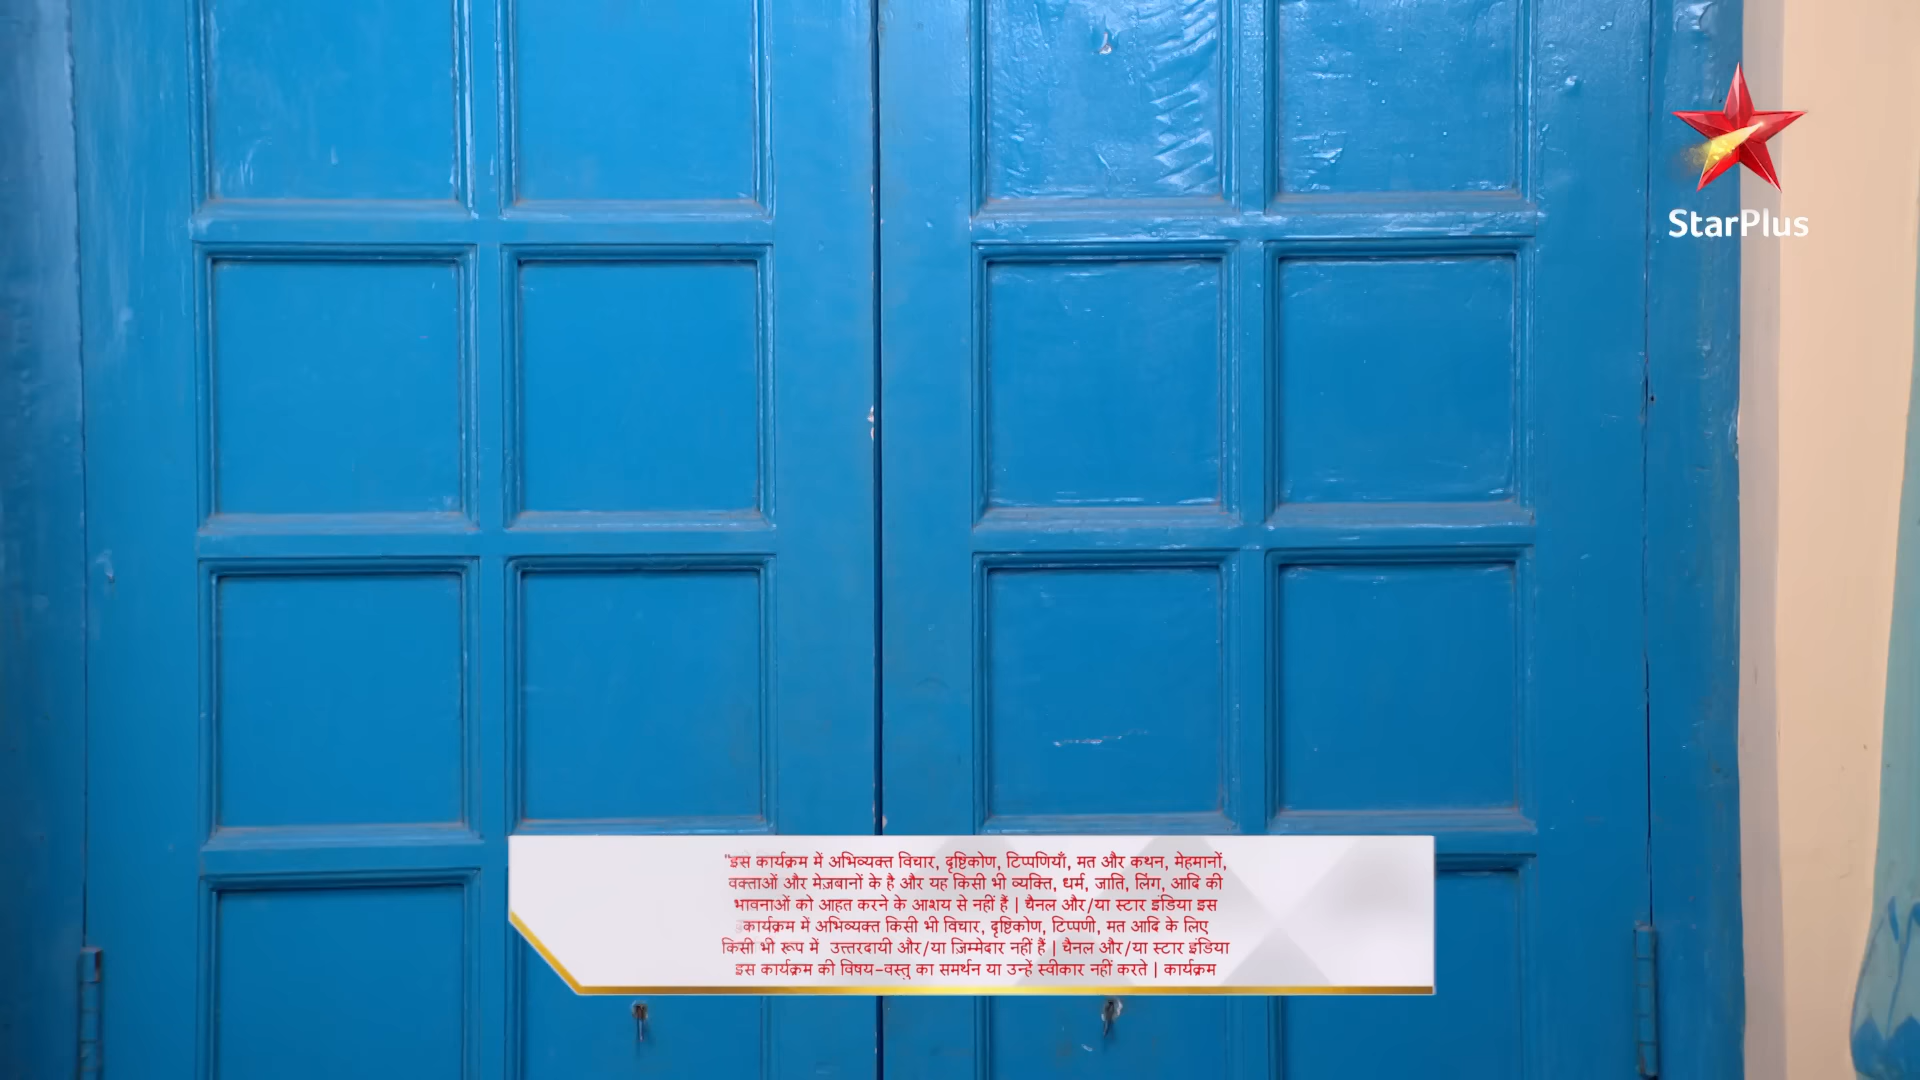 StarPlus
"इस कार्यक्रम में अभिव्यक्त विचार, दृष्टिकोण, टिप्पणियाँ, मत और कथन, मेहमानों,
वक्ताओं और मेज़बानों के है और यह किसी भी व्यक्ति, धर्म, जाति, लिंग, आदि की
भावनाओं को आहत करने के आशय से नहीं हैं | चैनल और/या स्टार इंडिया इस
कार्यक्रम में अभिव्यक्त किसी भी विचार, दृष्टिकोण, टिप्पणी, मत आदि के लिए
किसी भी रूप में उत्तरदायी और/या ज़िम्मेदार नहीं हैं | चैनल और/या स्टार इंडिया
इस कार्यक्रम की विषय-वस्तु का समर्थन या उन्हें स्वीकार नहीं करते | कार्यक्रम